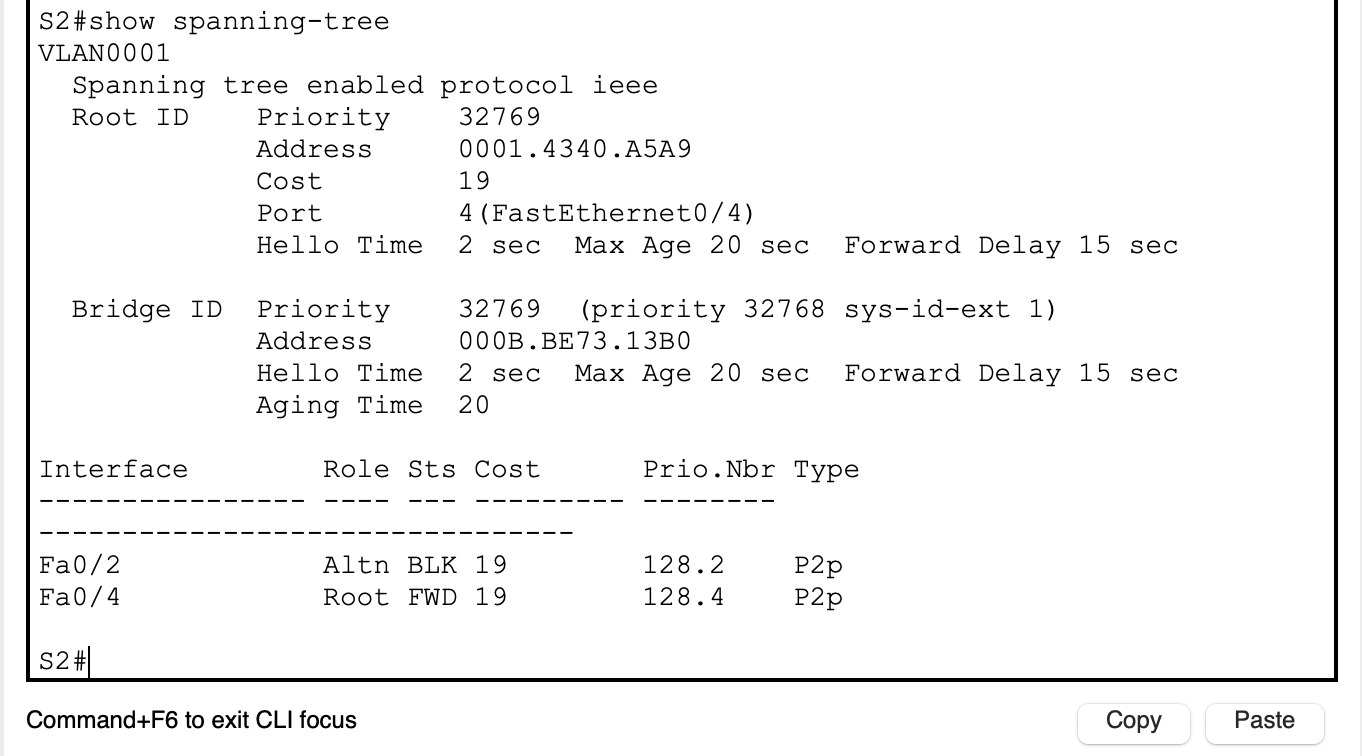 S2#show spanning-tree
VLAN0001
  Spanning tree enabled protocol ieee
  Root ID    Priority    32769
             Address     0001.4340.A5A9
             Cost        19
             Port        4(FastEthernet0/4)
             Hello Time  2 sec  Max Age 20 sec  Forward Delay 15 sec

  Bridge ID  Priority    32769  (priority 32768 sys-id-ext 1)
             Address     000B.BE73.13B0
             Hello Time  2 sec  Max Age 20 sec  Forward Delay 15 sec
             Aging Time  20

Interface        Role Sts Cost      Prio.Nbr Type
---------------- ---- --- --------- --------
--------------------------------
Fa0/2            Altn BLK 19        128.2    P2p
Fa0/4            Root FWD 19        128.4    P2p

S2#
Command+F6 to exit CLI focus
Copy Paste